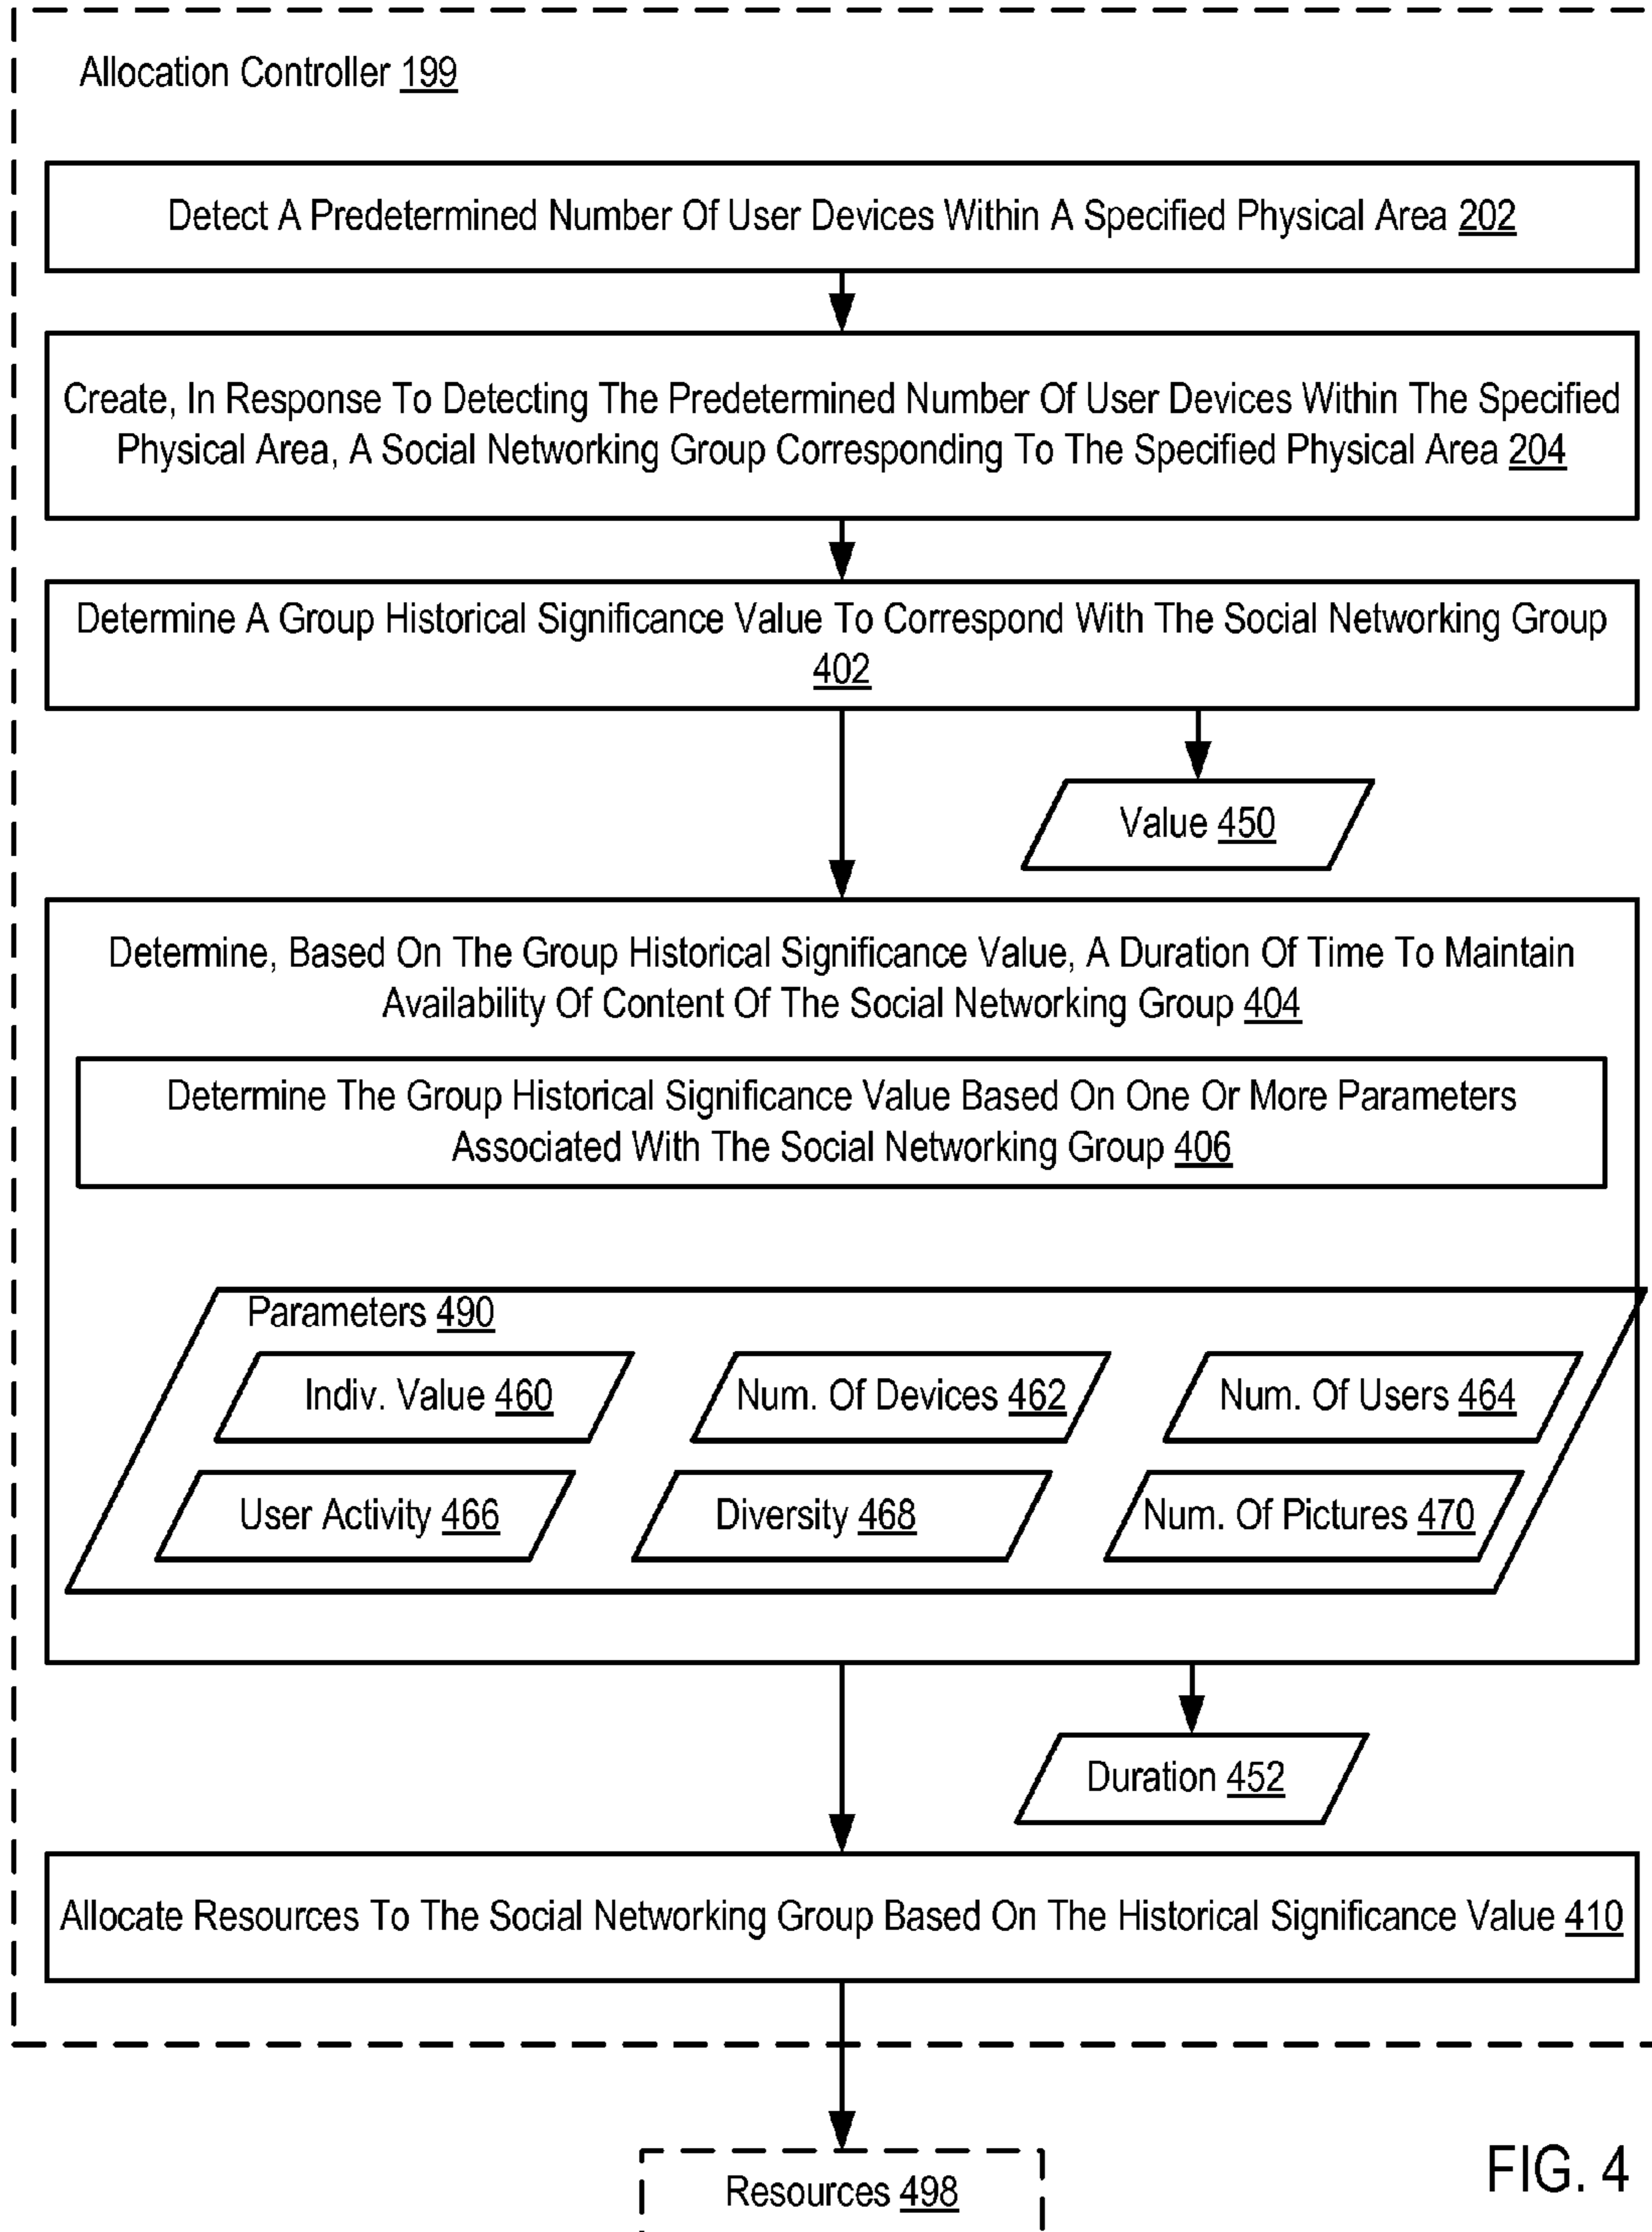 Allocation Controller 199
Detect A Predetermined Number Of User Devices Within A Specified Physical Area 202
Create, In Response To Detecting The Predetermined Number Of User Devices Within The Specified
Physical Area, A Social Networking Group Corresponding To The Specified Physical Area 204
Determine A Group Historical Significance Value To Correspond With The Social Networking Group
402
Value 450
Determine, Based On The Group Historical Significance Value, A Duration Of Time To Maintain
Availability Of Content Of The Social Networking Group 404
Determine The Group Historical Significance Value Based On One Or More Parameters
Associated With The Social Networking Group 406
Parameters 490
Indiv. Value 460
Num. Of Devices 462
Num. Of Users 464
User Activity 466
Diversity 468
Num. Of Pictures 470
Duration 452
Allocate Resources To The Social Networking Group Based On The Historical Significance Value 410
Resources 498
FIG. 4